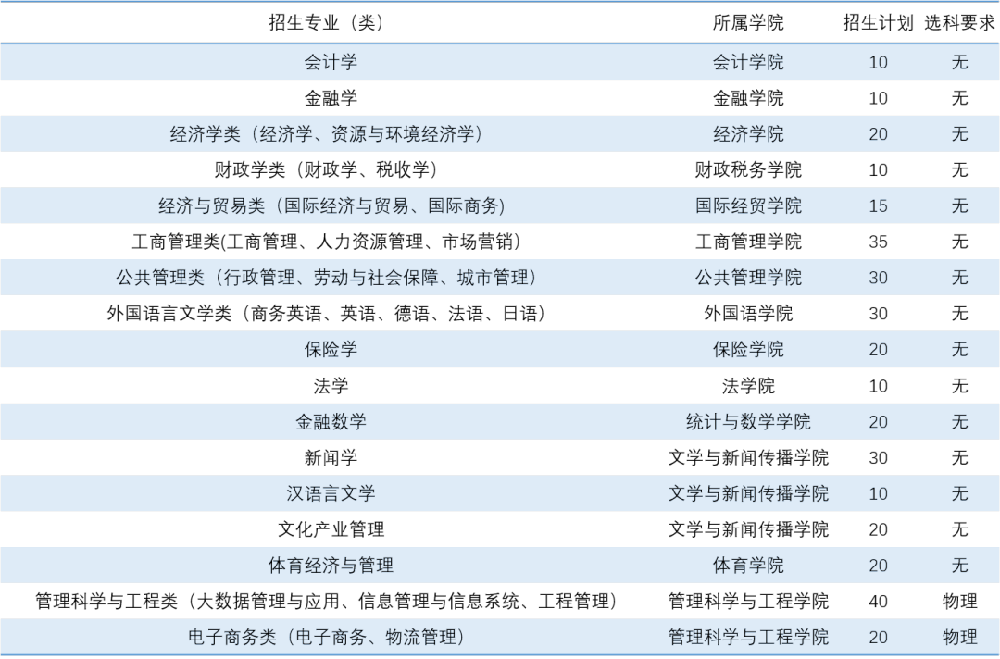 招生专业（类） 所属学院 招生计划 选科要求
会计学 会计学院 10 无
金融学 金融学院 10 无
经济学类（经济学、资源与环境经济学） 经济学院 20 无
财政学类（财政学、税收学） 财政税务学院 10 无
经济与贸易类（国际经济与贸易、国际商务) 国际经贸学院 15 无
工商管理类(工商管理、人力资源管理、市场营销） 工商管理学院 35 无
公共管理类（行政管理、劳动与社会保障、城市管理） 公共管理学院 30 无
外国语言文学类（商务英语、英语、德语、法语、日语） 外国语学院 30 无
保险学 保险学院 20 无
法学 法学院 10 无
金融数学 统计与数学学院 20 无
新闻学 文学与新闻传播学院 30 无
汉语言文学 文学与新闻传播学院 10 无
文化产业管理 文学与新闻传播学院 20 无
体育经济与管理 体育学院 20 无
管理科学与工程类（大数据管理与应用、信息管理与信息系统、工程管理） 管理科学与工程学院 40 物理
电子商务类（电子商务、物流管理） 管理科学与工程学院 20 物理